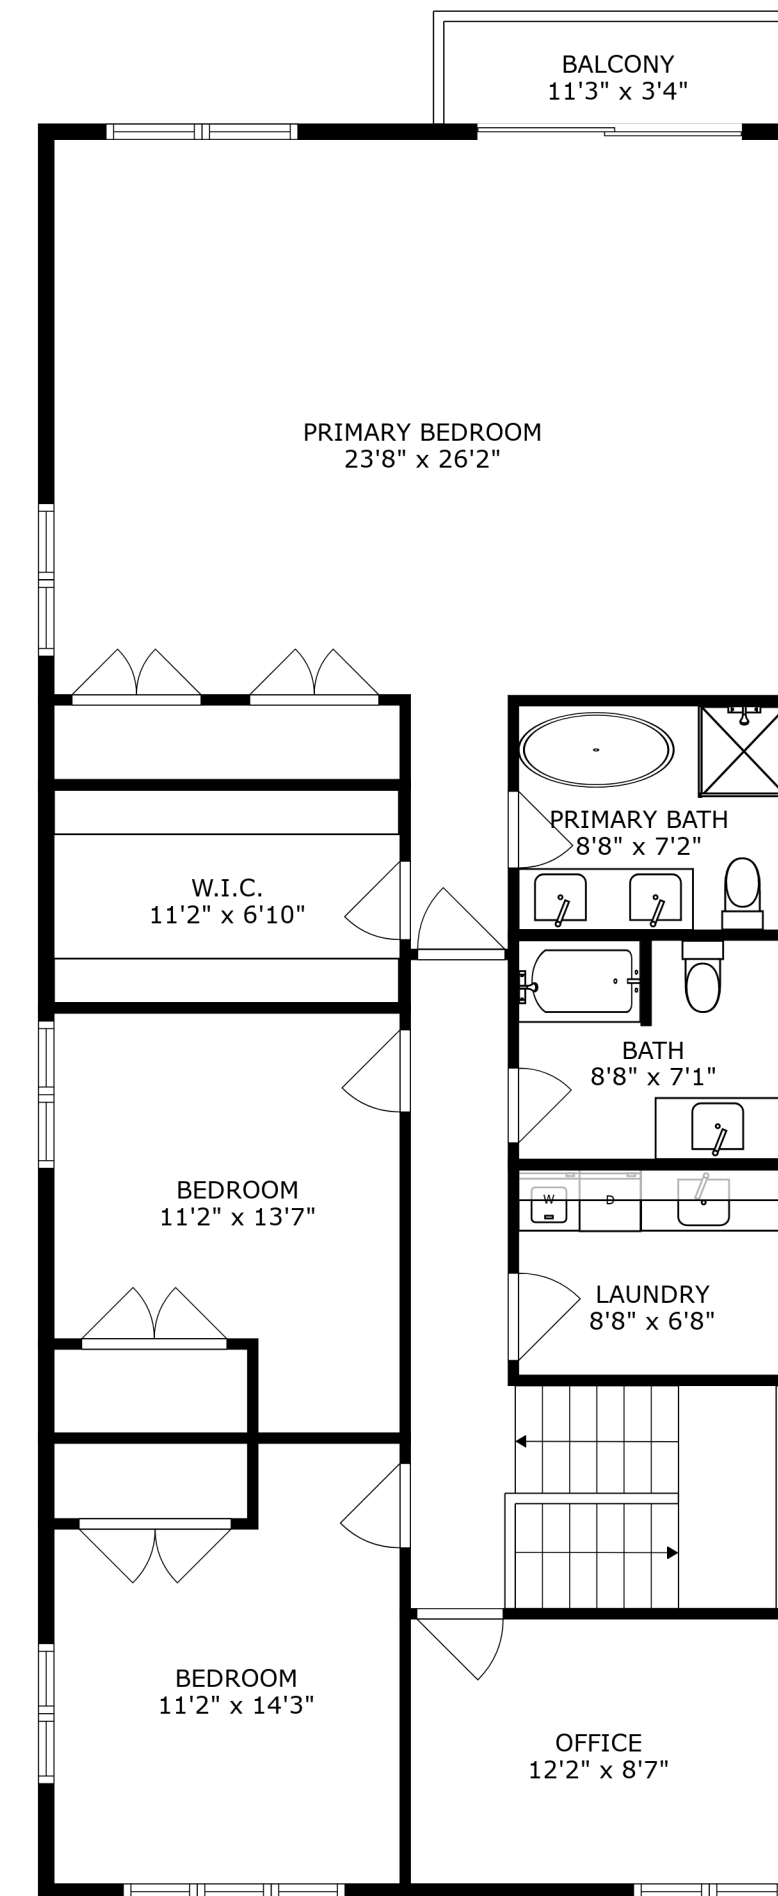 BALCONY
11'3" x 3'4"
PRIMARY BEDROOM
23'8" x 26'2"
PRIMARY BATH
8'8" x 7'2"
W.I.C.
11'2" x 6'10"
BATH
8'8" x 7'1"
BEDROOM
11'2" x 13'7"
W
D
LAUNDRY
8'8" x 6'8"
BEDROOM
11'2" x 14'3"
OFFICE
12'2" x 8'7"